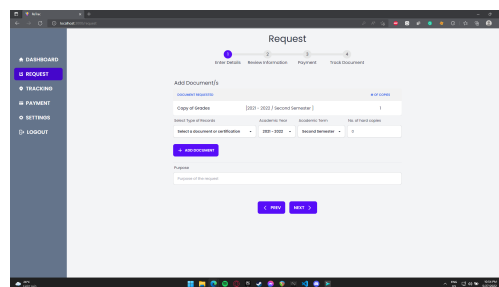 Request
1 2 3 4
Enter Details Review Information Payment Track Document
DASHBOARD
REQUEST
TRACKING
PAYMENT
SETTINGS
LOGOUT
Add Document/s
DOCUMENT REQUESTED # OF COPIES
Copy of Grades [2021 - 2022 / Second Semester ] 1
Select Type of Records Academic Year Academic Term No. of hard copies
Select a document or certification 2021 - 2022 Second Semester 0
+ ADD DOCUMENT
Purpose
Purpose of the request
< PREV NEXT >